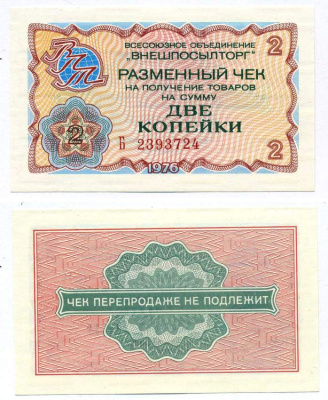 ВПТ
ВСЕСОЮЗНОЕ ОБЪЕДИНЕНИЕ
"ВНЕШПОСЫЛТОРГ"
2
РАЗМЕННЫЙ ЧЕК
НА ПОЛУЧЕНИЕ ТОВАРОВ
НА СУММУ
2
ДВЕ
КОПЕЙКИ
Б 2393724
2
1976
ЧЕК ПЕРЕПРОДАЖЕ НЕ ПОДЛЕЖИТ